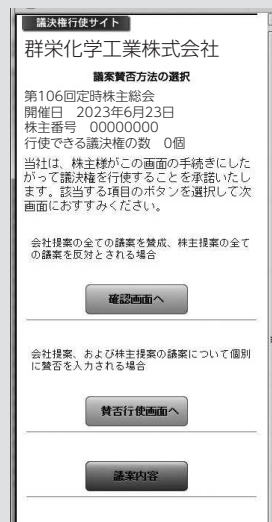 議決権行使サイト
群栄化学工業株式会社
議案賛否方法の選択
第106回定時株主総会
開催日　2023年6月23日
株主番号　00000000
行使できる議決権の数　0個
当社は、株主様がこの画面の手続きにした
がって議決権を行使することを承諾いたし
ます。該当する項目のボタンを選択して次
画面におすすみください。
会社提案の全ての議案を賛成、株主提案の全て
の議案を反対とされる場合
確認画面へ
会社提案、および株主提案の議案について個別
に賛否を入力される場合
賛否行使画面へ
議案内容